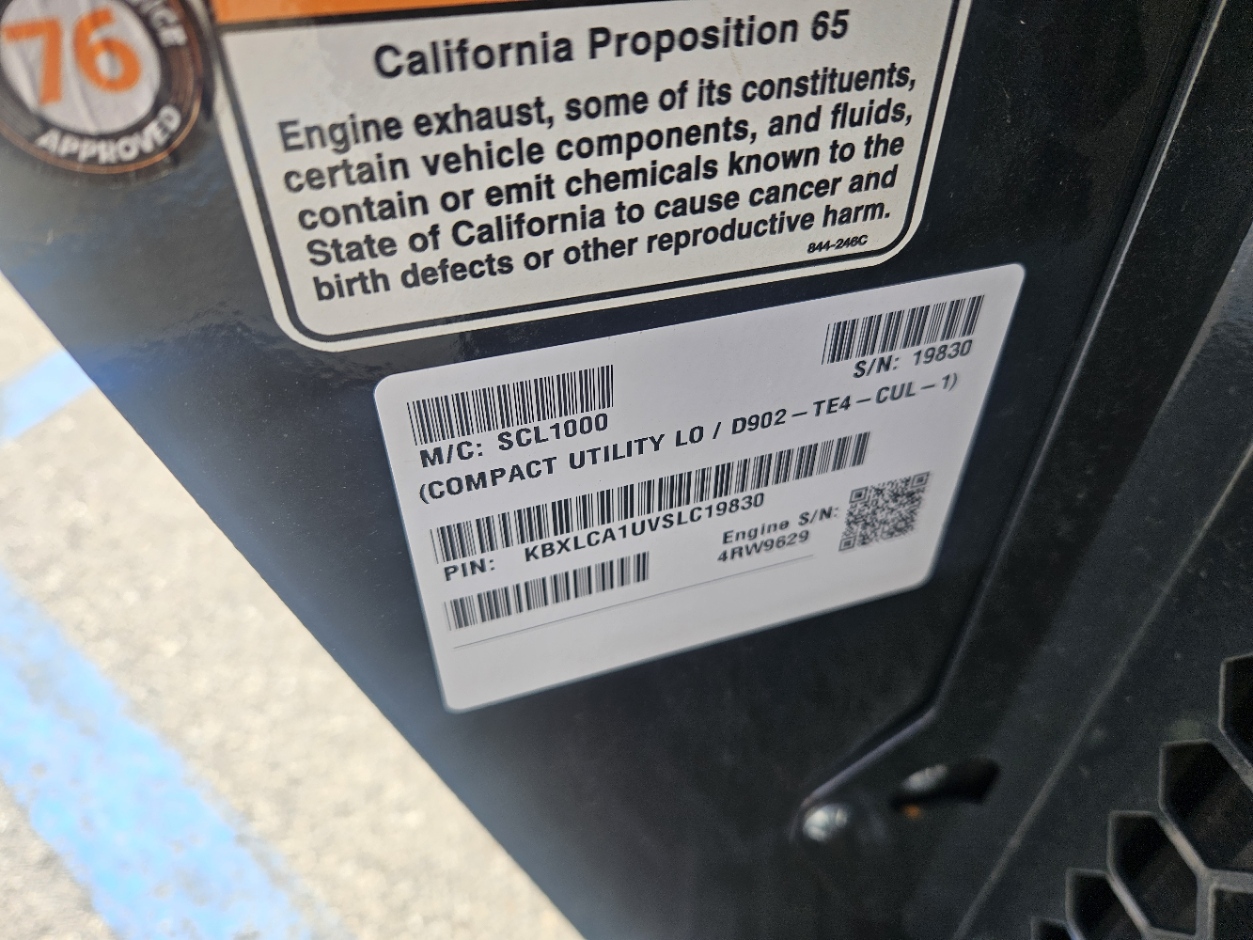 76
APPROVED
California Proposition 65
Engine exhaust, some of its constituents,
certain vehicle components, and fluids,
contain or emit chemicals known to the
State of California to cause cancer and
birth defects or other reproductive harm.
844-246C
S/N: 19830
M/C: SCL1000
(COMPACT UTILITY LO / D902-TE4-CUL-1)
PIN: KBXLCA1UVSLC19830
Engine S/N:
4RW9629